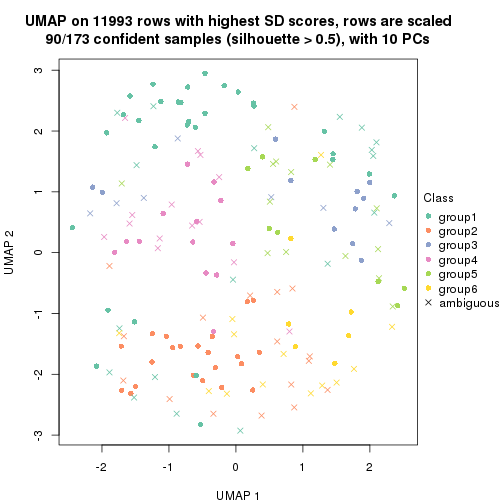 UMAP on 11993 rows with highest SD scores, rows are scaled
90/173 confident samples (silhouette > 0.5), with 10 PCs
3
2
1
0
-1
-2
-3
UMAP 2
-2
-1
0
1
2
UMAP 1
Class
group1
group2
group3
group4
group5
group6
ambiguous